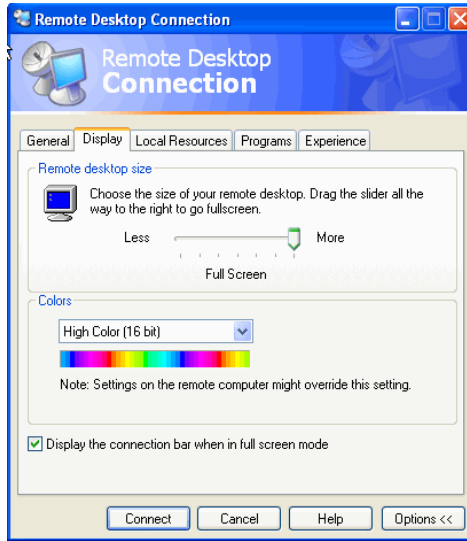 Remote Desktop Connection
Remote Desktop
Connection
General Display Local Resources Programs Experience
Remote desktop size
Choose the size of your remote desktop. Drag the slider all the
way to the right to go fullscreen.
Less More
Full Screen
Colors
High Color (16 bit)
Note: Settings on the remote computer might override this setting.
Display the connection bar when in full screen mode
Connect Cancel Help Options <<